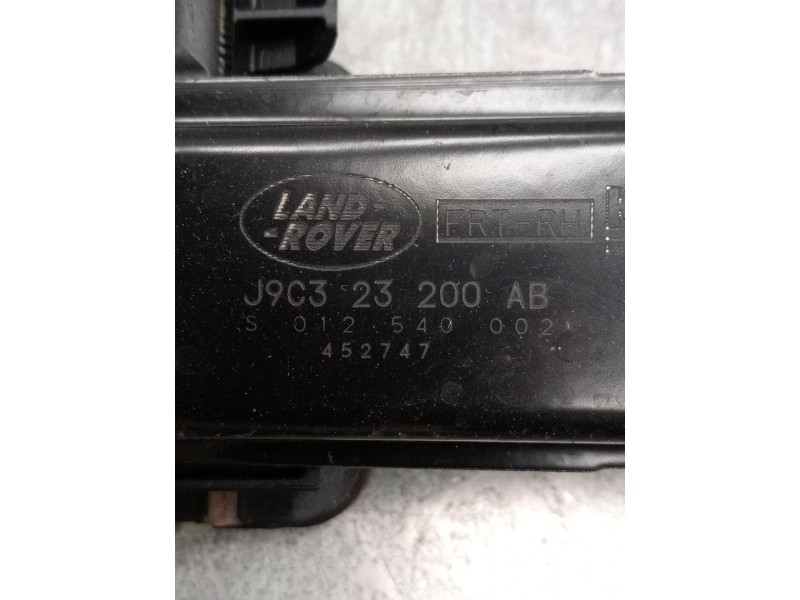 LAND-
-ROVER
FRT-RH
J9C3 23 200 AB
S 012 540 002
452747